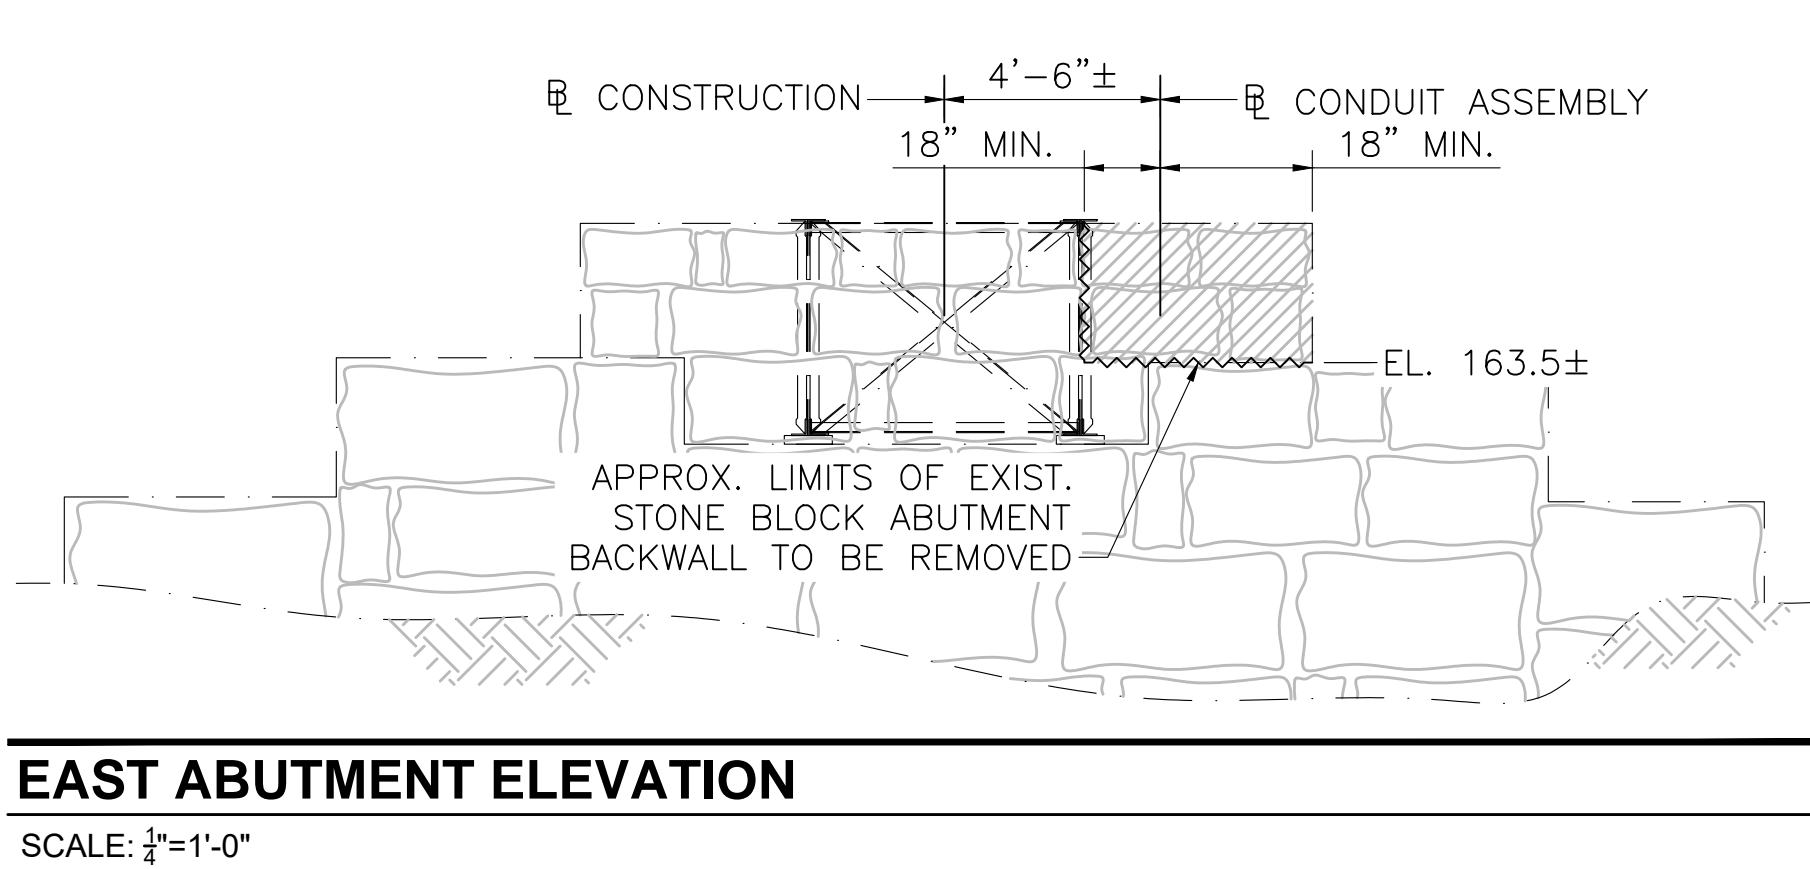 4'-6"±
℄ CONSTRUCTION
℄ CONDUIT ASSEMBLY
18" MIN.
18" MIN.
EL. 163.5±
APPROX. LIMITS OF EXIST.
STONE BLOCK ABUTMENT
BACKWALL TO BE REMOVED
EAST ABUTMENT ELEVATION
SCALE: 1/4"=1'-0"